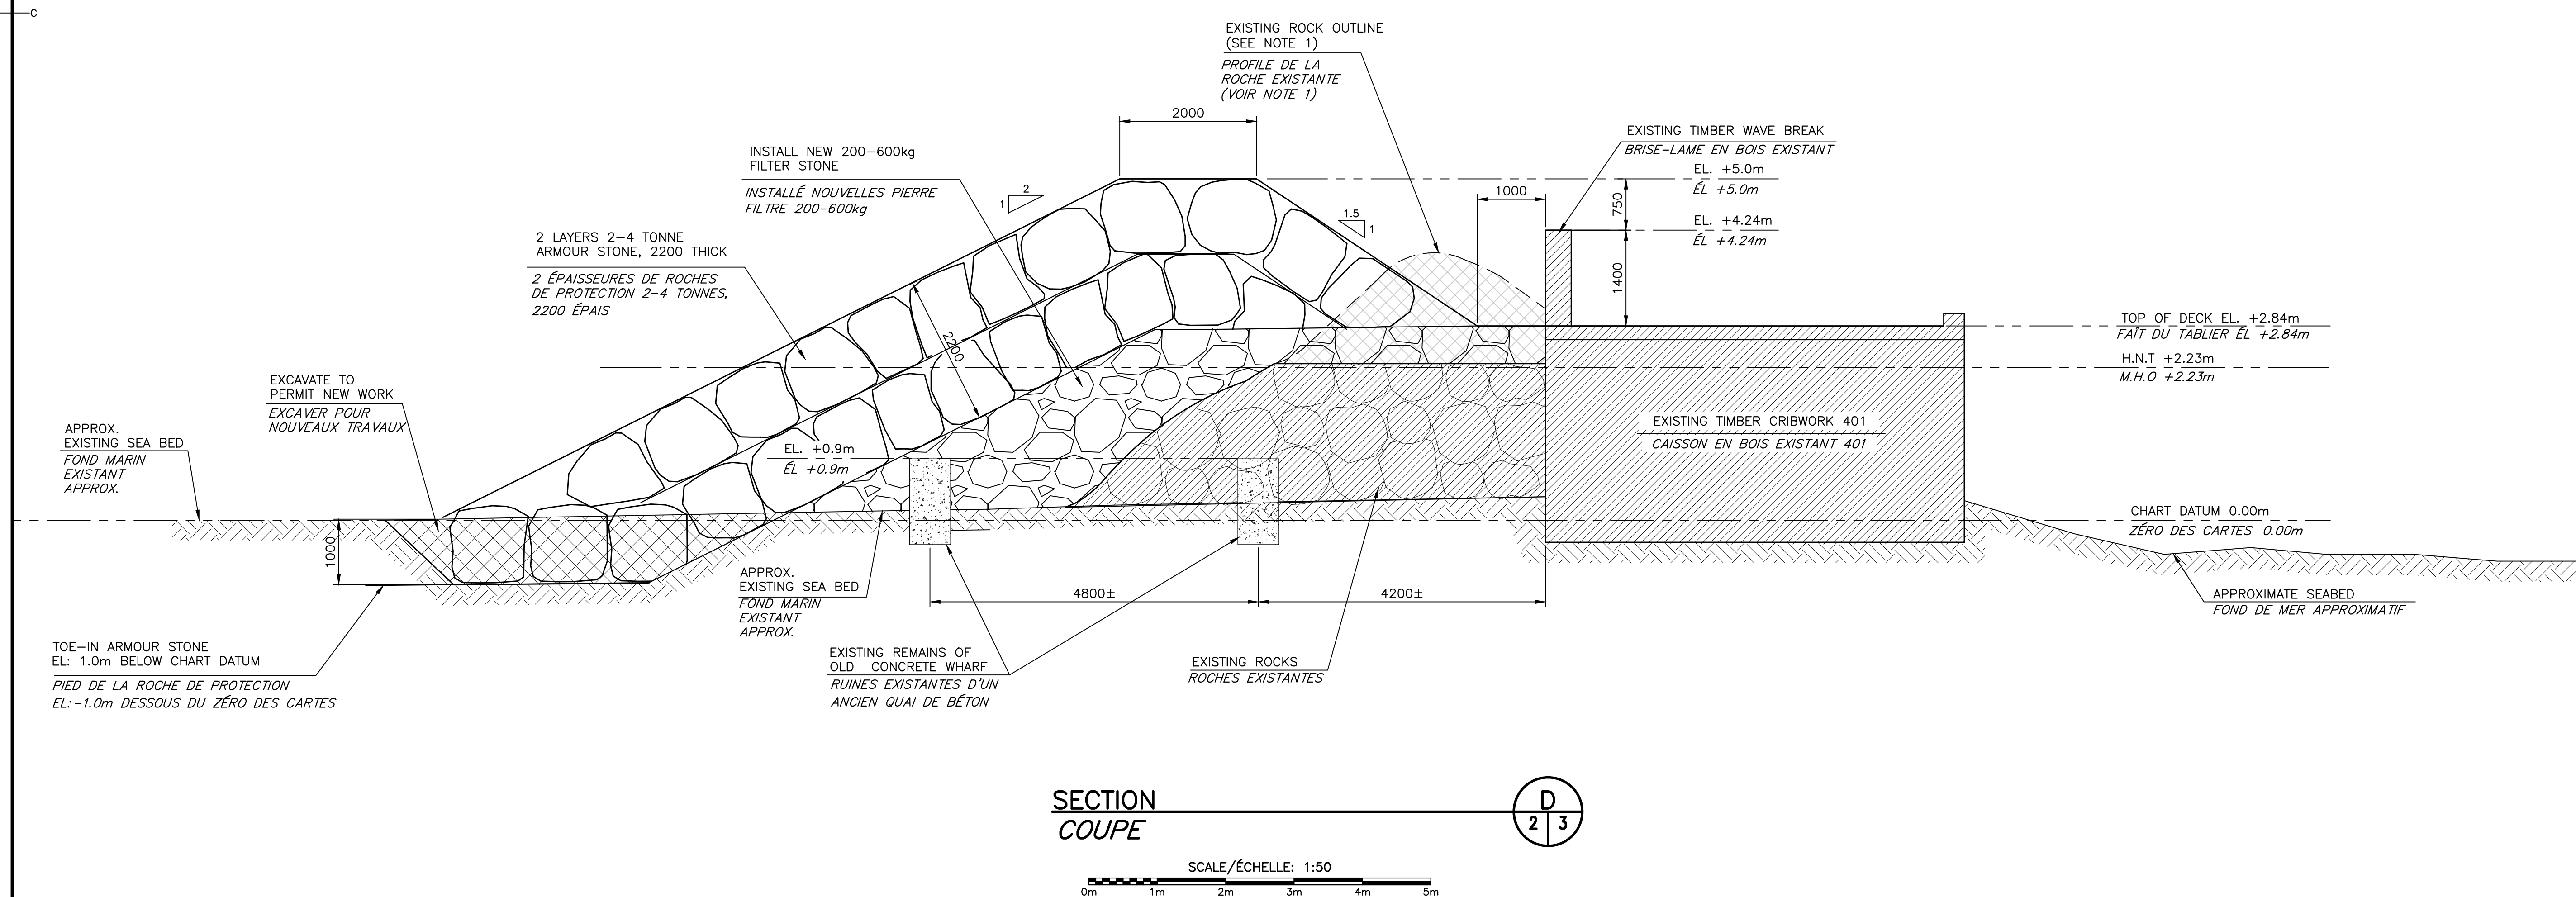 C
EXISTING ROCK OUTLINE
(SEE NOTE 1)
PROFILE DE LA
ROCHE EXISTANTE
(VOIR NOTE 1)
2000
EXISTING TIMBER WAVE BREAK
BRISE-LAME EN BOIS EXISTANT
INSTALL NEW 200-600kg
FILTER STONE
INSTALLÉ NOUVELLES PIERRE
FILTRE 200-600kg
2
1
1.5
1
1000
EL. +5.0m
ÉL +5.0m
750
EL. +4.24m
ÉL +4.24m
1400
2 LAYERS 2-4 TONNE
ARMOUR STONE, 2200 THICK
2 ÉPAISSEURES DE ROCHES
DE PROTECTION 2-4 TONNES,
2200 ÉPAIS
2200
TOP OF DECK EL. +2.84m
FAÎT DU TABLIER ÉL +2.84m
H.N.T +2.23m
M.H.O +2.23m
EXCAVATE TO
PERMIT NEW WORK
EXCAVER POUR
NOUVEAUX TRAVAUX
APPROX.
EXISTING SEA BED
FOND MARIN
EXISTANT
APPROX.
EL. +0.9m
ÉL +0.9m
EXISTING TIMBER CRIBWORK 401
CAISSON EN BOIS EXISTANT 401
CHART DATUM 0.00m
ZÉRO DES CARTES 0.00m
1000
APPROX.
EXISTING SEA BED
FOND MARIN
EXISTANT
APPROX.
4800±
4200±
APPROXIMATE SEABED
FOND DE MER APPROXIMATIF
TOE-IN ARMOUR STONE
EL: 1.0m BELOW CHART DATUM
PIED DE LA ROCHE DE PROTECTION
EL:-1.0m DESSOUS DU ZÉRO DES CARTES
EXISTING REMAINS OF
OLD CONCRETE WHARF
RUINES EXISTANTES D'UN
ANCIEN QUAI DE BÉTON
EXISTING ROCKS
ROCHES EXISTANTES
SECTION
COUPE
D
2 3
SCALE/ÉCHELLE: 1:50
0m 1m 2m 3m 4m 5m